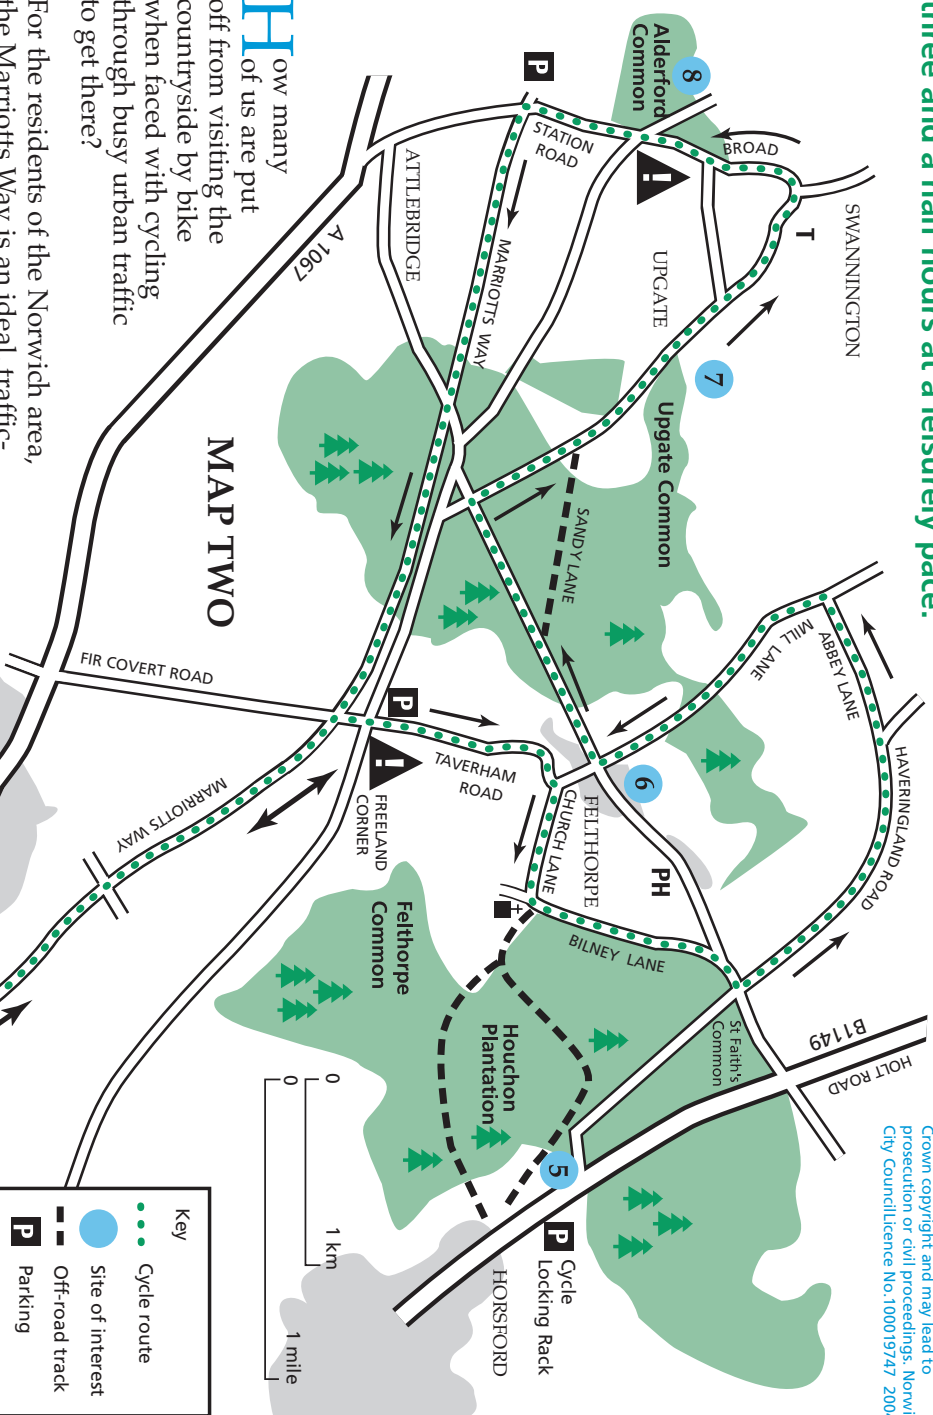 three and a half hours at a leisurely pace.
Crown copyright and may lead to
prosecution or civil proceedings.
City CouncilLicence No.100019747
How many
of us are put
off from visiting the
countryside by bike
when faced with cycling
through busy urban traffic
to get there?
For the residents of the Norwich area,
the Marriotts Way is an ideal, traffic-
MAP TWO
8
Alderford
Common
P
STATION
ROAD
!
BROAD
SWANNINGTON
T
UPGATE
ATTLEBRIDGE
A 1067
MARRIOTTS WAY
7
Upgate Common
SANDY LANE
MILL LANE
ABBEY LANE
HAVERINGLAND ROAD
FIR COVERT ROAD
P
!
TAVERHAM
ROAD
FREELAND
CORNER
MARRIOTTS WAY
6
FELTHORPE
CHURCH LANE
PH
BILNEY LANE
Felthorpe
Common
Houchon
Plantation
St Faith's
Common
B1149
HOLT ROAD
5
P
Cycle
Locking Rack
HORSFORD
0
1 km
0
1 mile
Key
Cycle route
Site of interest
Off-road track
P
Parking